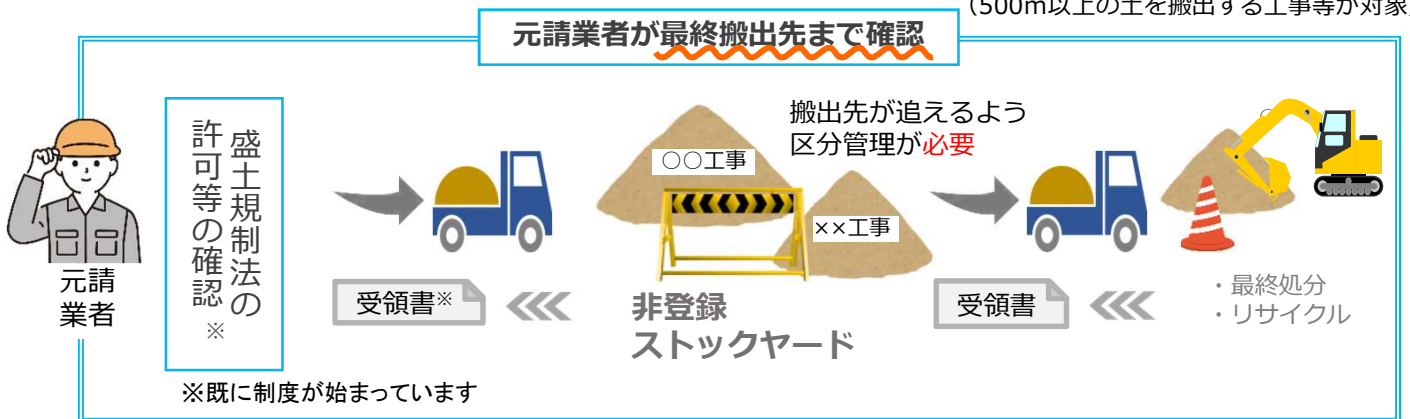 （500m以上の土を搬出する工事等が対象
元請業者が最終搬出先まで確認
盛土規制法の
許可等の確認※
搬出先が追えるよう
区分管理が必要
○○工事
××工事
元請
業者
受領書※
非登録
ストックヤード
受領書
・最終処分
・リサイクル
※既に制度が始まっています